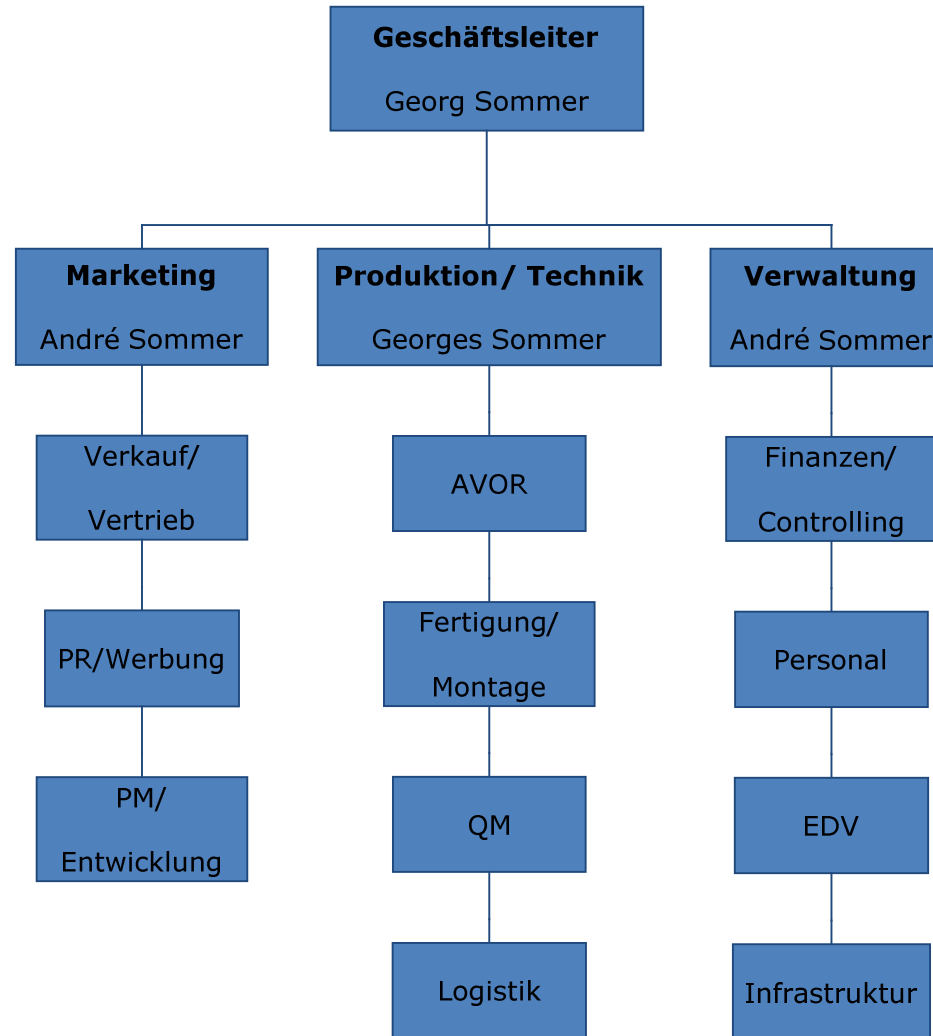 Geschäftsleiter
Georg Sommer
Marketing
André Sommer
Produktion/ Technik
Georges Sommer
Verwaltung
André Sommer
Verkauf/
Vertrieb
AVOR
Finanzen/
Controlling
PR/Werbung
Fertigung/
Montage
Personal
PM/
Entwicklung
QM
EDV
Logistik
Infrastruktur